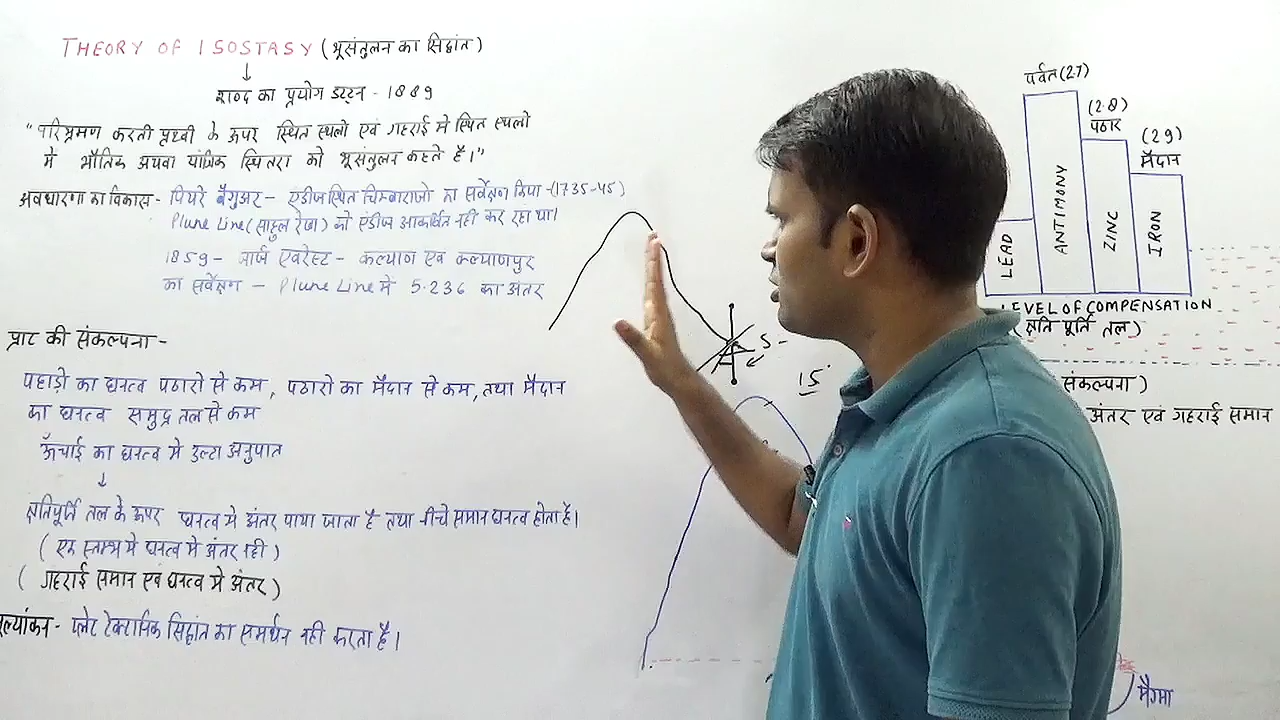 THEORY OF ISOSTASY (भूसंतुलन का सिद्वांत)
शब्द का प्रयोग डटन - 1889
"परिभ्रमण करती पृथ्वी के ऊपर स्थित स्थलो एवं गहराई मे स्थित स्थलो
में भौतिक अथवा यांत्रिक स्थिरता को भूसंतुलन कहते है।"
अवधारणा का विकास - पियरे बैगुअर - एंडीज स्थित चिम्बाराजो का सर्वेक्षण किया -(1735-45)
Plune Line (साहुल रेखा) को एंडीज आकर्षित नही कर रहा था।
1859 - जार्ज एवरेस्ट - कल्याण एवं कल्याणपुर
का सर्वेक्षण - Plune Line में 5.236 का अंतर
प्राट की संकल्पना -
पहाड़ो का घनत्व पठारो से कम, पठारो का मैदान से कम, तथा मैदान
का घनत्व समुद्र तल से कम
ऊँचाई का घनत्व मे उल्टा अनुपात
क्षतिपूर्ति तल के ऊपर घनत्व मे अंतर पाया जाता है तथा नीचे समान घनत्व होता है।
(एक स्तम्भ मे घनत्व मे अंतर नही)
(गहराई समान एवं घनत्व मे अंतर)
मूल्यांकन - प्लेट टेक्टानिक सिद्वांत का समर्थन नही करता है।
5 -
15
पर्वत (2.7)
(2.8)
पठार
(2.9)
मैदान
LEAD
ANTIMONY
ZINC
IRON
LEVEL OF COMPENSATION
(क्षति पूर्ति तल)
संकल्पना)
अंतर एवं गहराई समान
मैग्मा